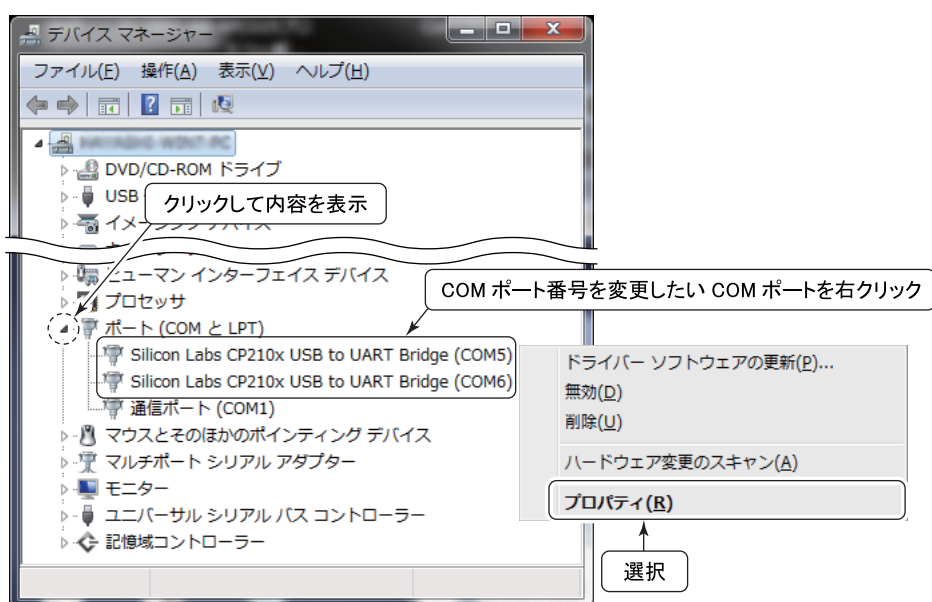 デバイス マネージャー
ファイル(F) 操作(A) 表示(V) ヘルプ(H)
DVD/CD-ROM ドライブ
USB
クリックして内容を表示
ヒューマン インターフェイス デバイス
COM ポート番号を変更したい COM ポートを右クリック
プロセッサ
ポート (COM と LPT)
Silicon Labs CP210x USB to UART Bridge (COM5)
Silicon Labs CP210x USB to UART Bridge (COM6)
通信ポート (COM1)
マウスとそのほかのポインティング デバイス
マルチポート シリアル アダプター
モニター
ユニバーサル シリアル バス コントローラー
記憶域コントローラー
ドライバー ソフトウェアの更新(P)...
無効(D)
削除(U)
ハードウェア変更のスキャン(A)
プロパティ(R)
選択